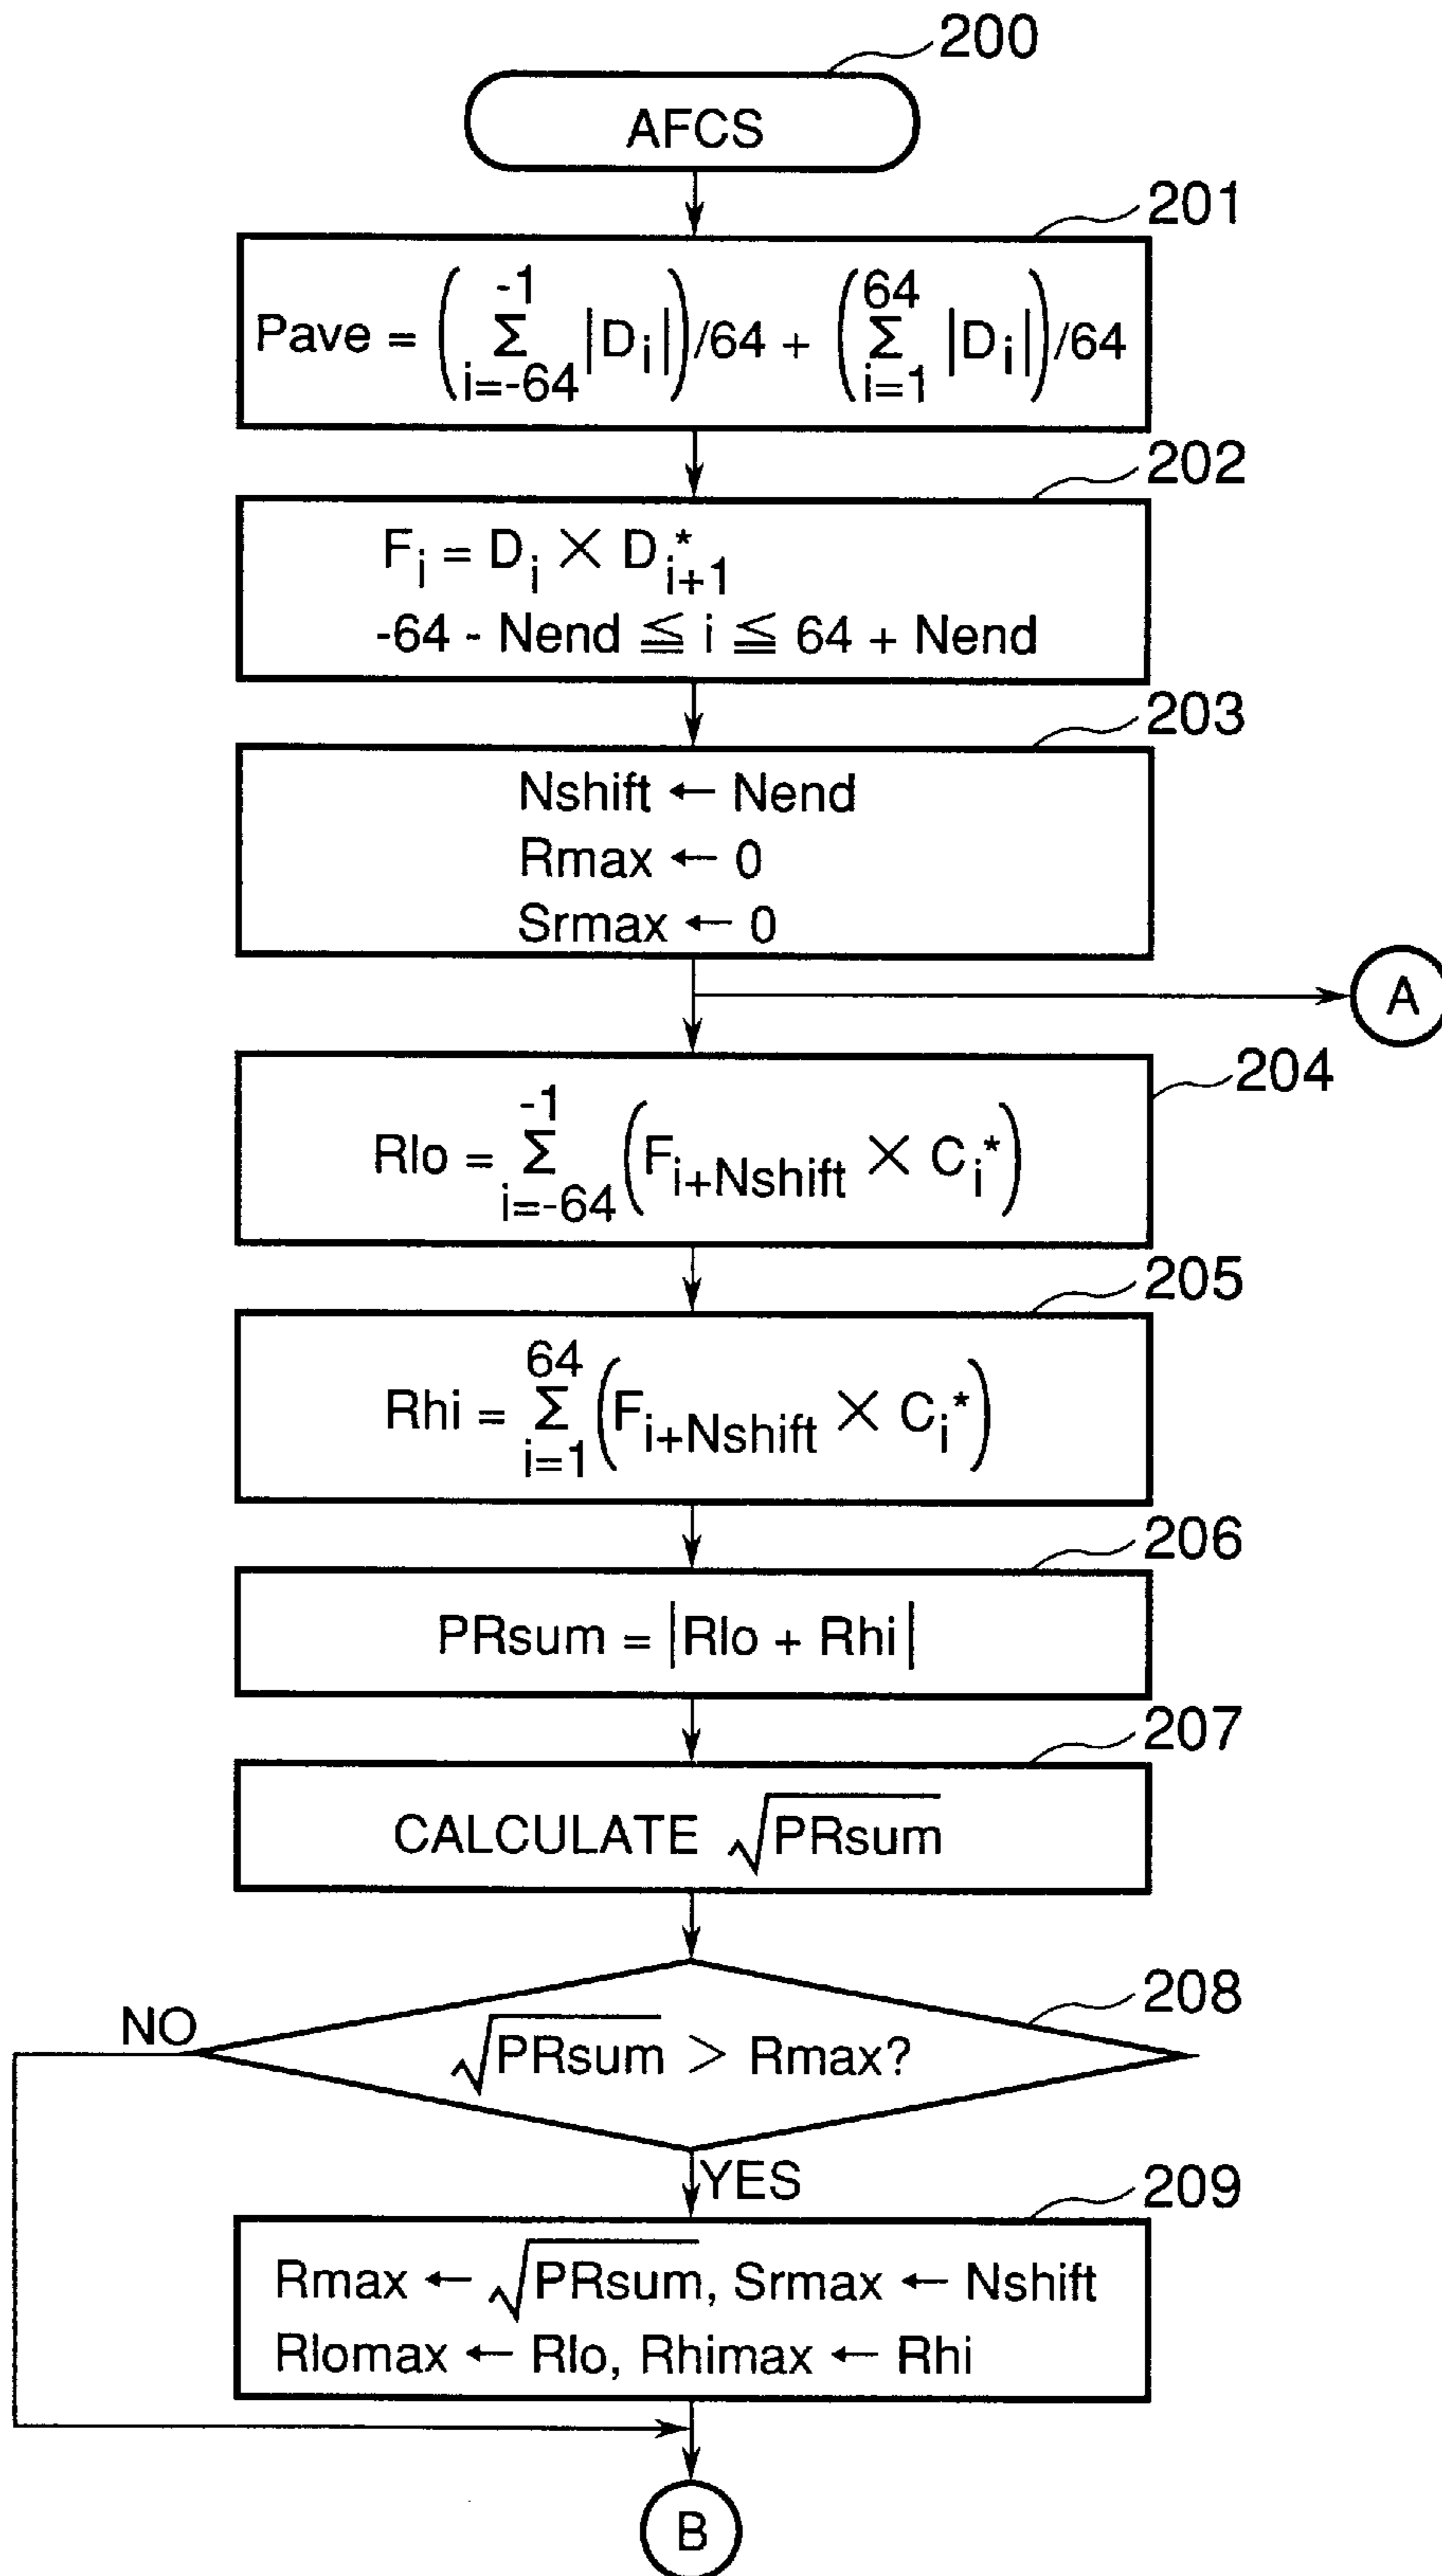 200
AFCS
201
Pave = (Σ_{i=-64}^{-1} |D_i|)/64 + (Σ_{i=1}^{64} |D_i|)/64
202
F_i = D_i × D^*_{i+1}
-64 - Nend ≦ i ≦ 64 + Nend
203
Nshift ← Nend
Rmax ← 0
Srmax ← 0
A
204
Rlo = Σ_{i=-64}^{-1} (F_{i+Nshift} × C_i^*)
205
Rhi = Σ_{i=1}^{64} (F_{i+Nshift} × C_i^*)
206
PRsum = |Rlo + Rhi|
207
CALCULATE √PRsum
208
NO
√PRsum > Rmax?
YES
209
Rmax ← √PRsum, Srmax ← Nshift
Rlomax ← Rlo, Rhimax ← Rhi
B